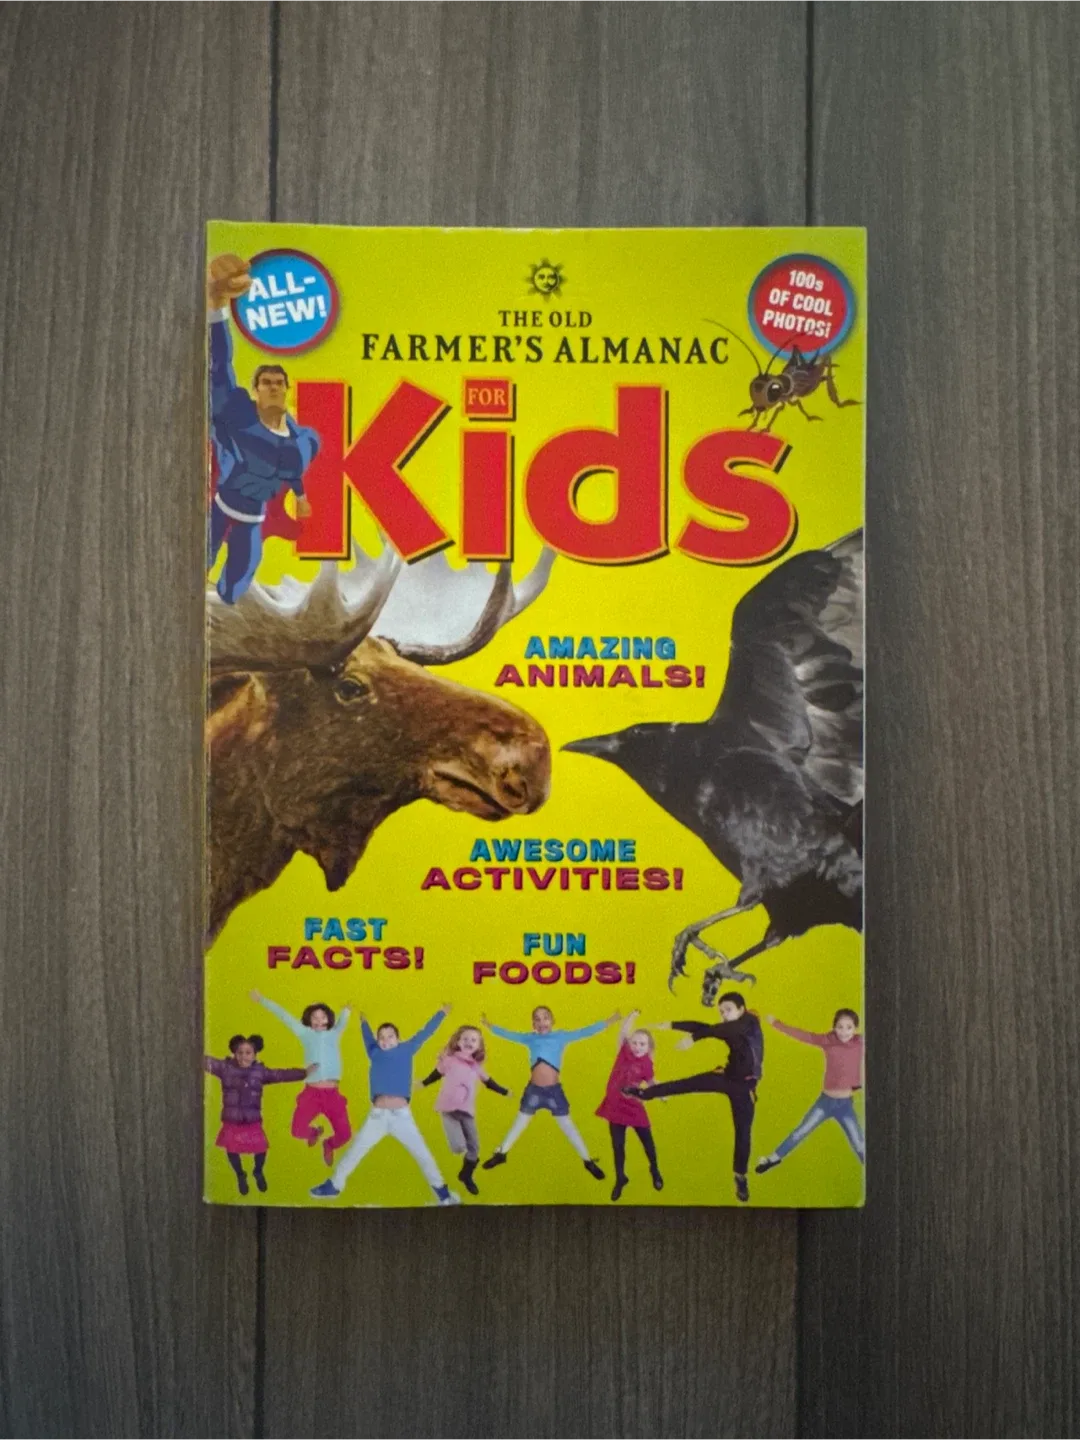 ALL-
NEW!
100s
OF COOL
PHOTOS!
THE OLD
FARMER'S ALMANAC
FOR
Kids
AMAZING
ANIMALS!
AWESOME
ACTIVITIES!
FAST
FACTS!
FUN
FOODS!